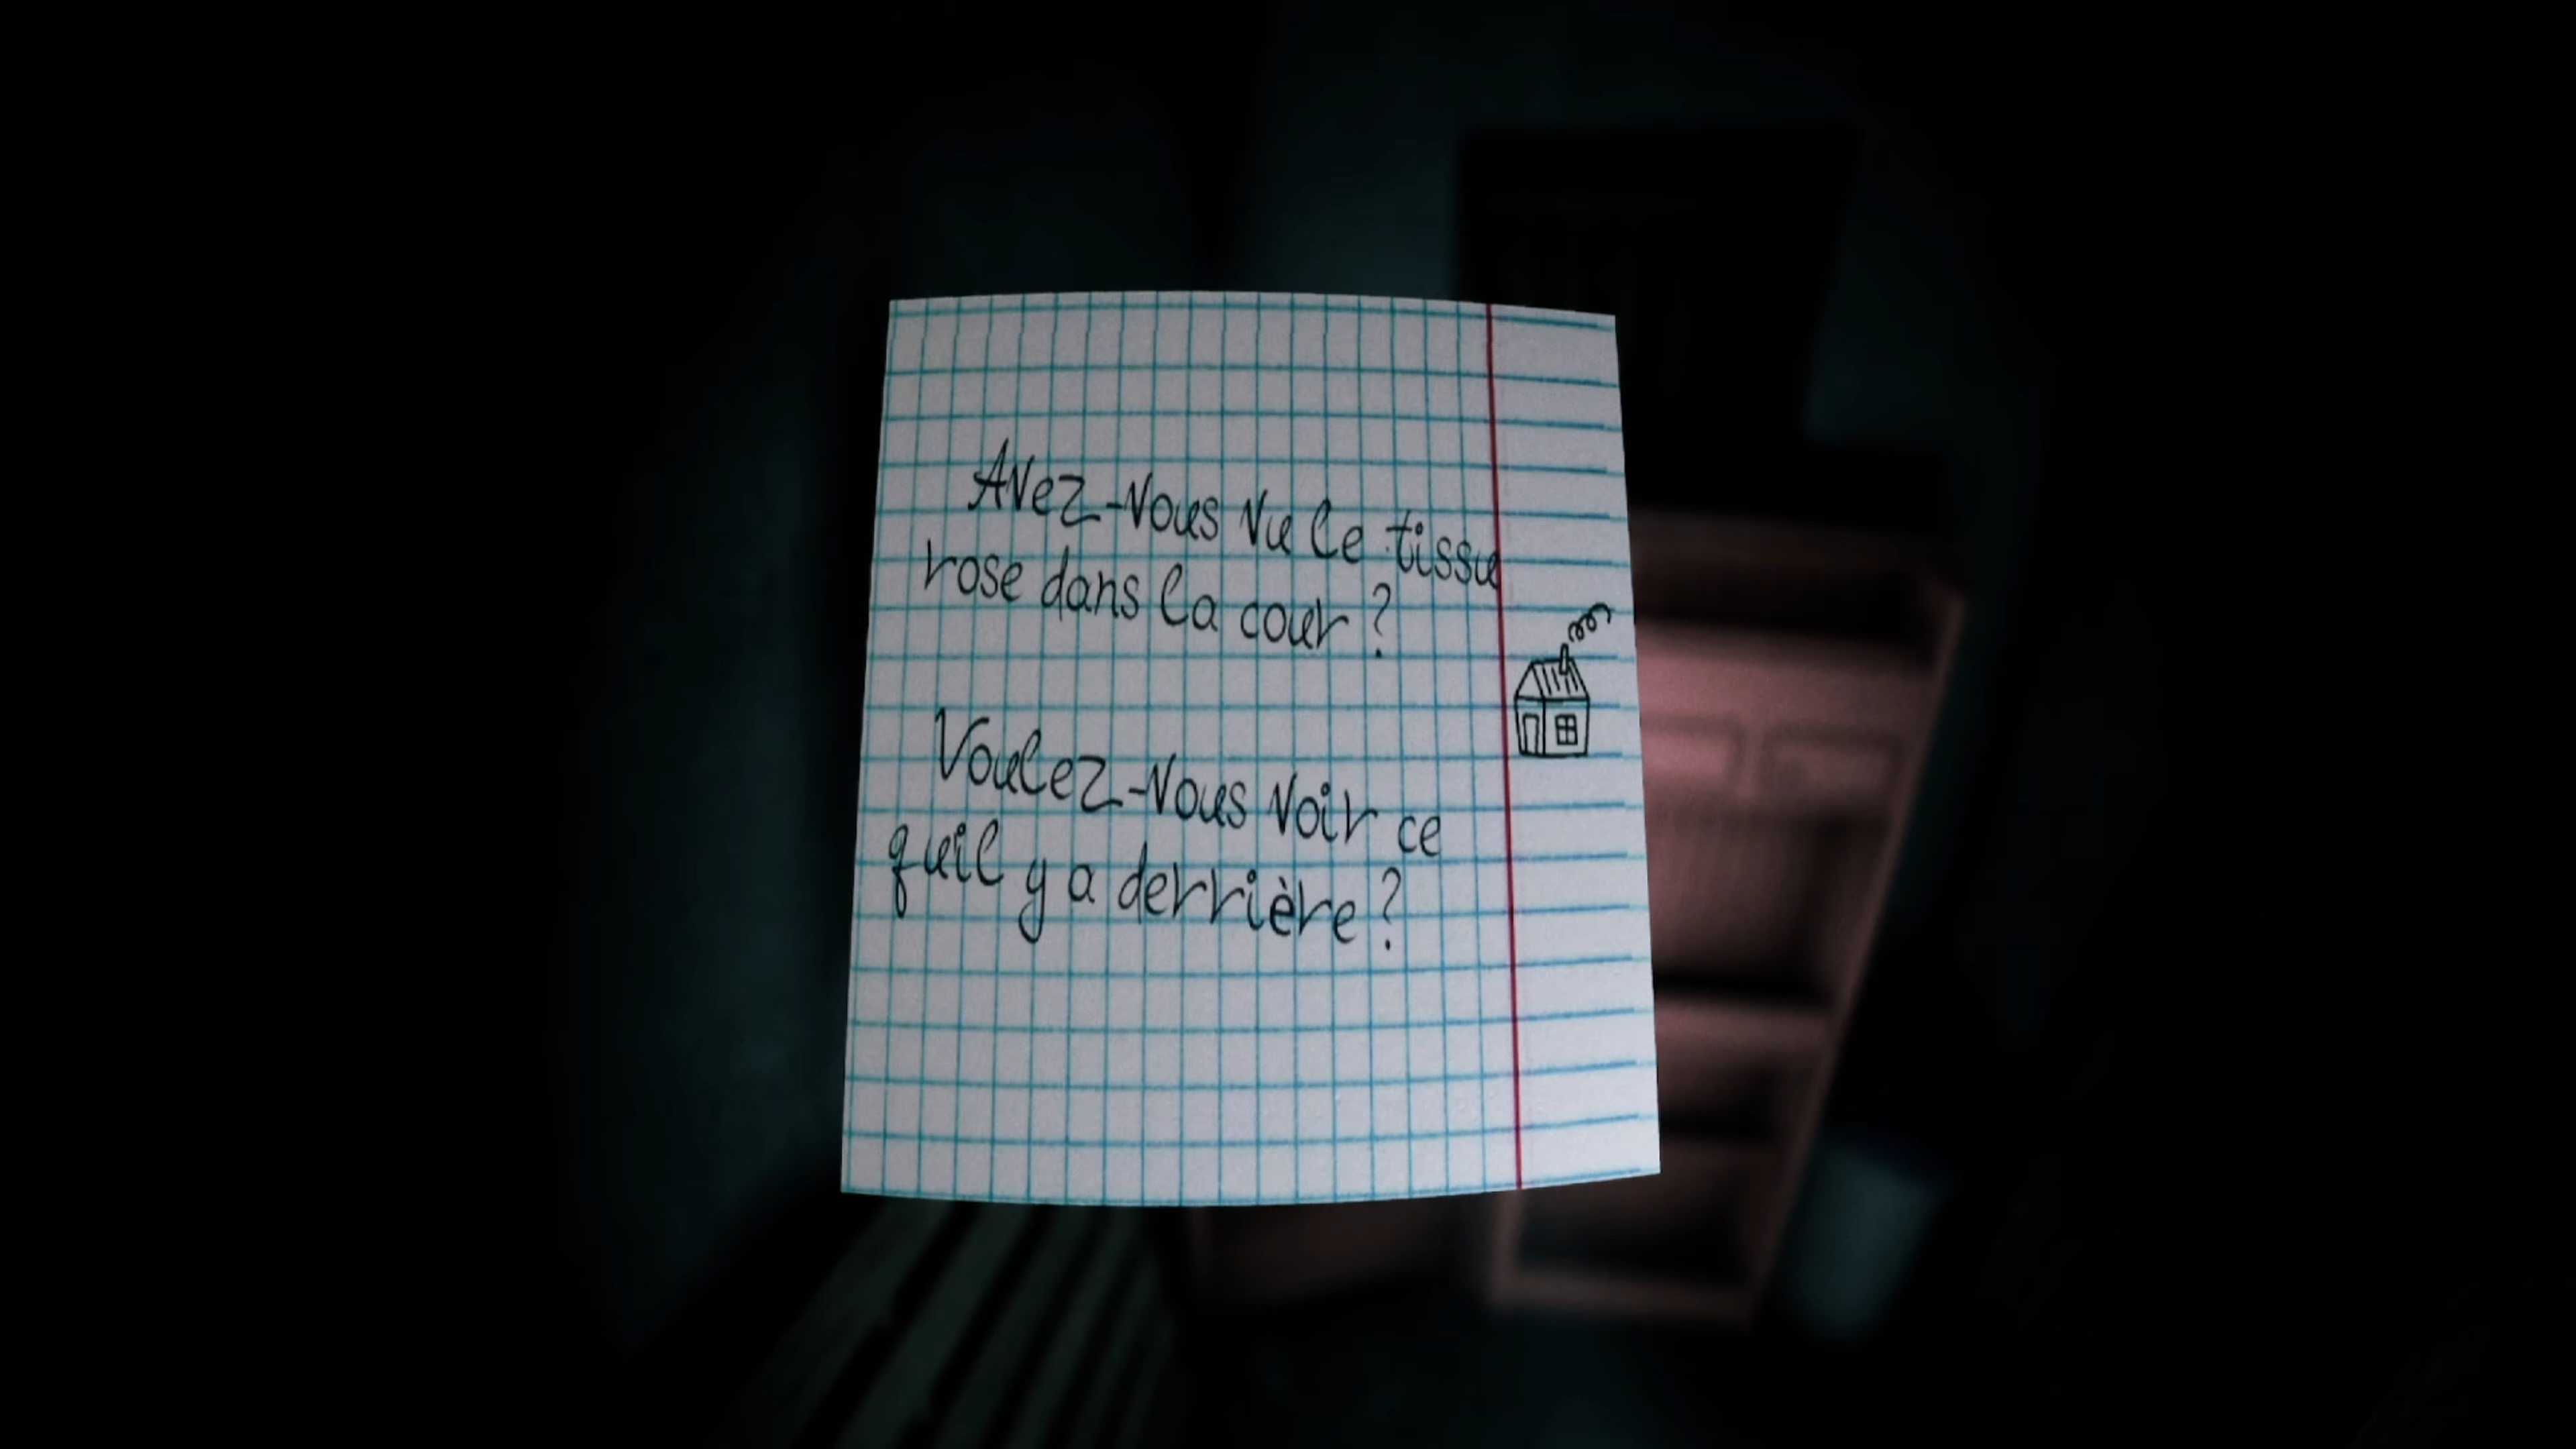 Avez-vous vu le tissu
rose dans la cour ?
Voulez-vous voir ce
quil y a derrière ?